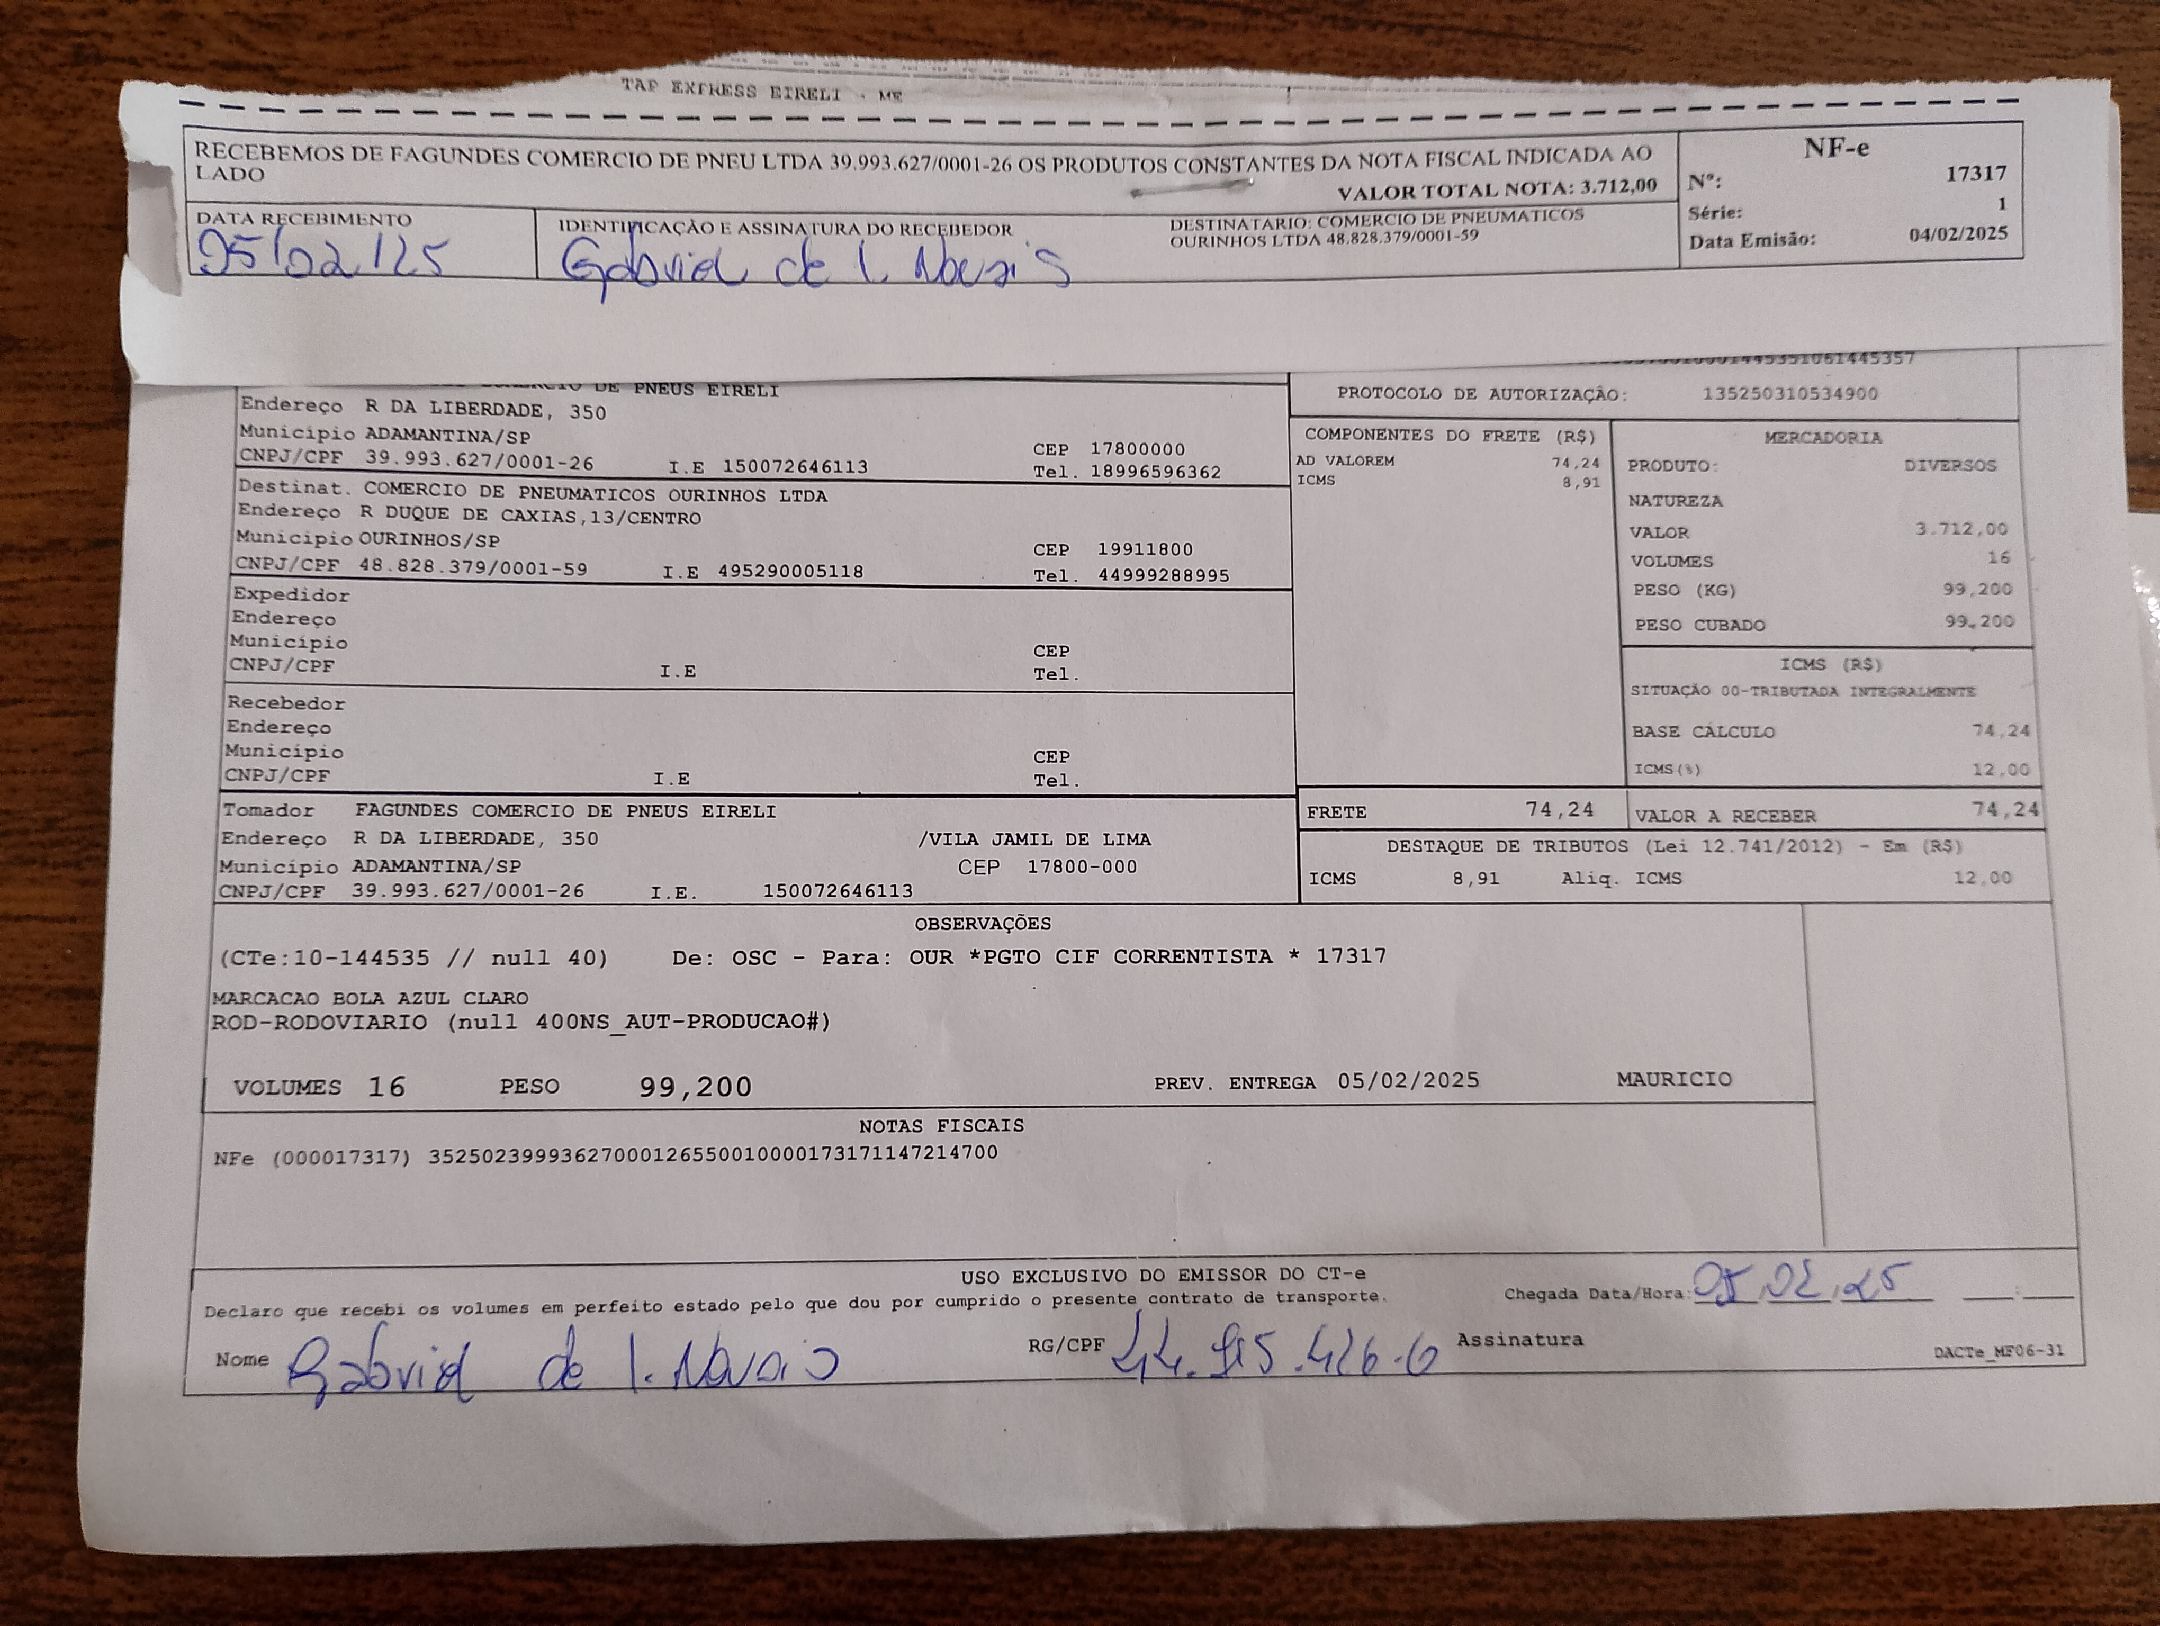 TAP EXPRESS EIRELI - ME
RECEBEMOS DE FAGUNDES COMERCIO DE PNEU LTDA 39.993.627/0001-26 OS PRODUTOS CONSTANTES DA NOTA FISCAL INDICADA AO
LADO
VALOR TOTAL NOTA: 3.712,00
NF-e
Nº: 17317
Série: 1
Data Emisão: 04/02/2025
DATA RECEBIMENTO
05/02/25
IDENTIFICAÇÃO E ASSINATURA DO RECEBEDOR
Gabriel de l. Novais
DESTINATARIO: COMERCIO DE PNEUMATICOS
OURINHOS LTDA 48.828.379/0001-59
COMERCIO DE PNEUS EIRELI
Endereço R DA LIBERDADE, 350
Município ADAMANTINA/SP CEP 17800000
CNPJ/CPF 39.993.627/0001-26 I.E 150072646113 Tel. 18996596362
Destinat. COMERCIO DE PNEUMATICOS OURINHOS LTDA
Endereço R DUQUE DE CAXIAS,13/CENTRO
Municipio OURINHOS/SP CEP 19911800
CNPJ/CPF 48.828.379/0001-59 I.E 495290005118 Tel. 44999288995
Expedidor
Endereço
Município CEP
CNPJ/CPF I.E Tel.
Recebedor
Endereço
Município CEP
CNPJ/CPF I.E Tel.
Tomador FAGUNDES COMERCIO DE PNEUS EIRELI
Endereço R DA LIBERDADE, 350 /VILA JAMIL DE LIMA
Município ADAMANTINA/SP CEP 17800-000
CNPJ/CPF 39.993.627/0001-26 I.E. 150072646113
PROTOCOLO DE AUTORIZAÇÃO: 135250310534900
COMPONENTES DO FRETE (R$)
AD VALOREM 74,24
ICMS 8,91
MERCADORIA
PRODUTO: DIVERSOS
NATUREZA
VALOR 3.712,00
VOLUMES 16
PESO (KG) 99,200
PESO CUBADO 99,200
ICMS (R$)
SITUAÇÃO 00-TRIBUTADA INTEGRALMENTE
BASE CÁLCULO 74,24
ICMS(%) 12,00
FRETE 74,24 VALOR A RECEBER 74,24
DESTAQUE DE TRIBUTOS (Lei 12.741/2012) - Em (R$)
ICMS 8,91 Aliq. ICMS 12,00
OBSERVAÇÕES
(CTe:10-144535 // null 40) De: OSC - Para: OUR *PGTO CIF CORRENTISTA * 17317
MARCACAO BOLA AZUL CLARO
ROD-RODOVIARIO (null 400NS_AUT-PRODUCAO#)
VOLUMES 16 PESO 99,200 PREV. ENTREGA 05/02/2025 MAURICIO
NOTAS FISCAIS
NFe (000017317) 35250239993627000126550010000173171147214700
USO EXCLUSIVO DO EMISSOR DO CT-e
Declaro que recebi os volumes em perfeito estado pelo que dou por cumprido o presente contrato de transporte. Chegada Data/Hora: 05.02.25 :
Nome Gabriel de l. Novais RG/CPF Assinatura
DACTe_MF06-31